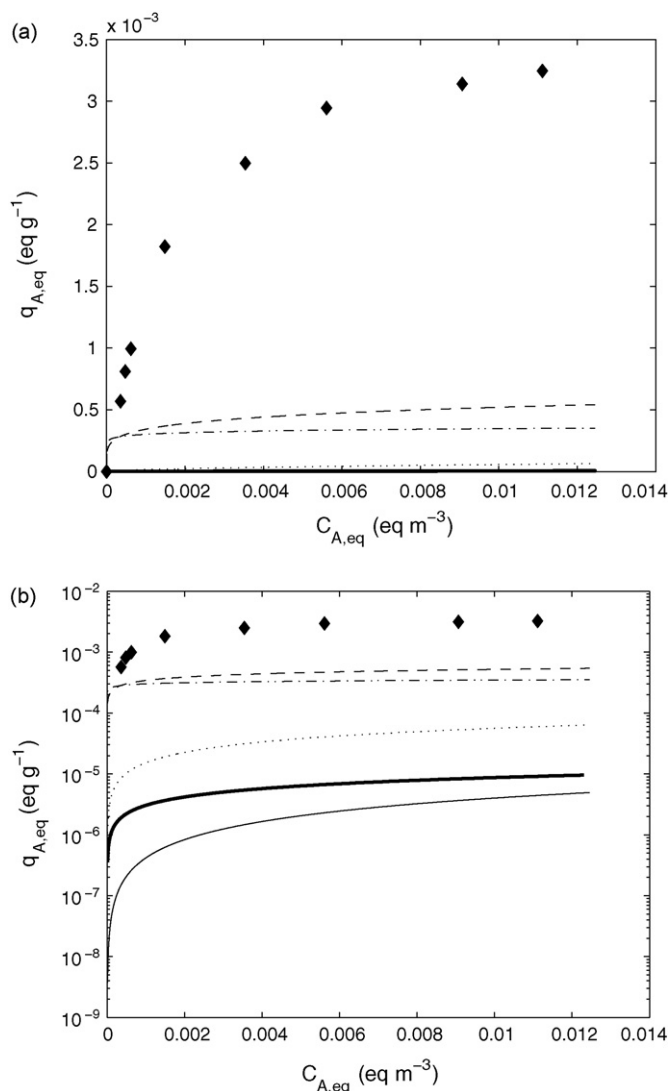 (a)
x 10⁻³
3.5
3
2.5
2
1.5
1
0.5
0
q_A,eq (eq g⁻¹)
0 0.002 0.004 0.006 0.008 0.01 0.012 0.014
C_A,eq (eq m⁻³)
(b)
10⁻²
10⁻³
10⁻⁴
10⁻⁵
10⁻⁶
10⁻⁷
10⁻⁸
10⁻⁹
q_A,eq (eq g⁻¹)
0 0.002 0.004 0.006 0.008 0.01 0.012 0.014
C_A,eq (eq m⁻³)